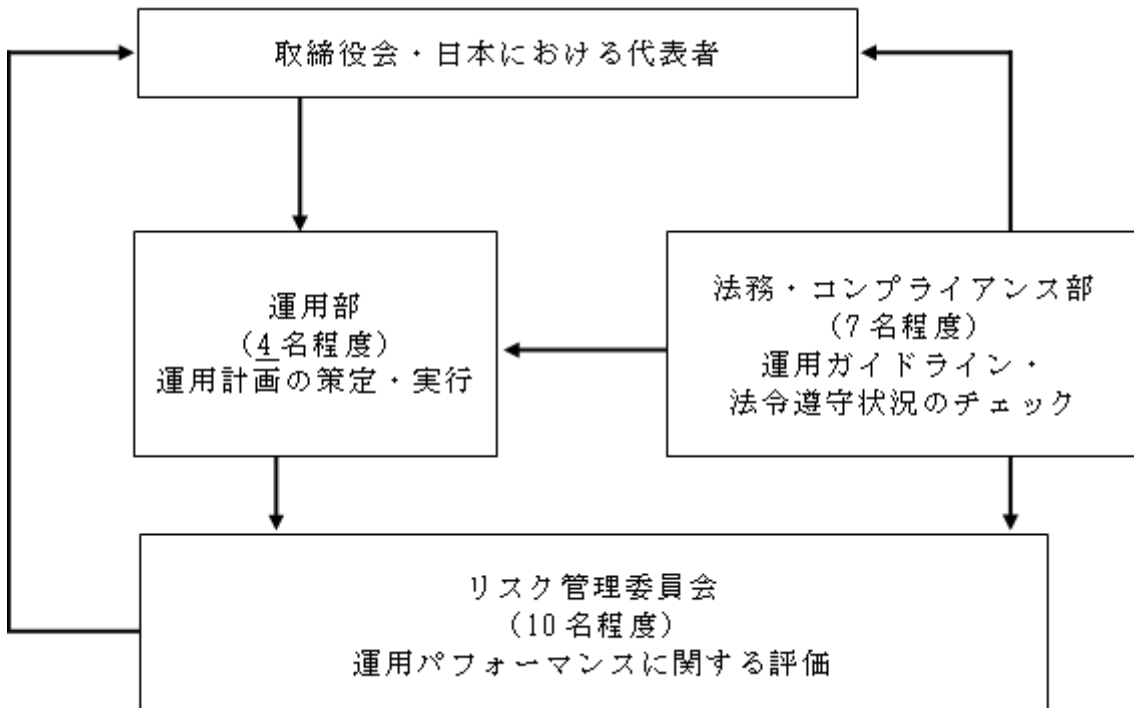 取締役会・日本における代表者
運用部
(4名程度)
運用計画の策定・実行
法務・コンプライアンス部
(7名程度)
運用ガイドライン・
法令遵守状況のチェック
リスク管理委員会
(10名程度)
運用パフォーマンスに関する評価